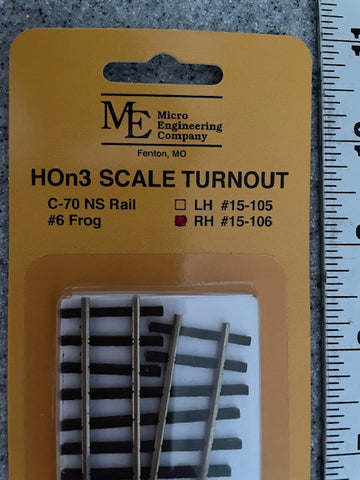 ME
Micro
Engineering
Company
Fenton, MO
HOn3 SCALE TURNOUT
C-70 NS Rail LH #15-105
#6 Frog RH #15-106